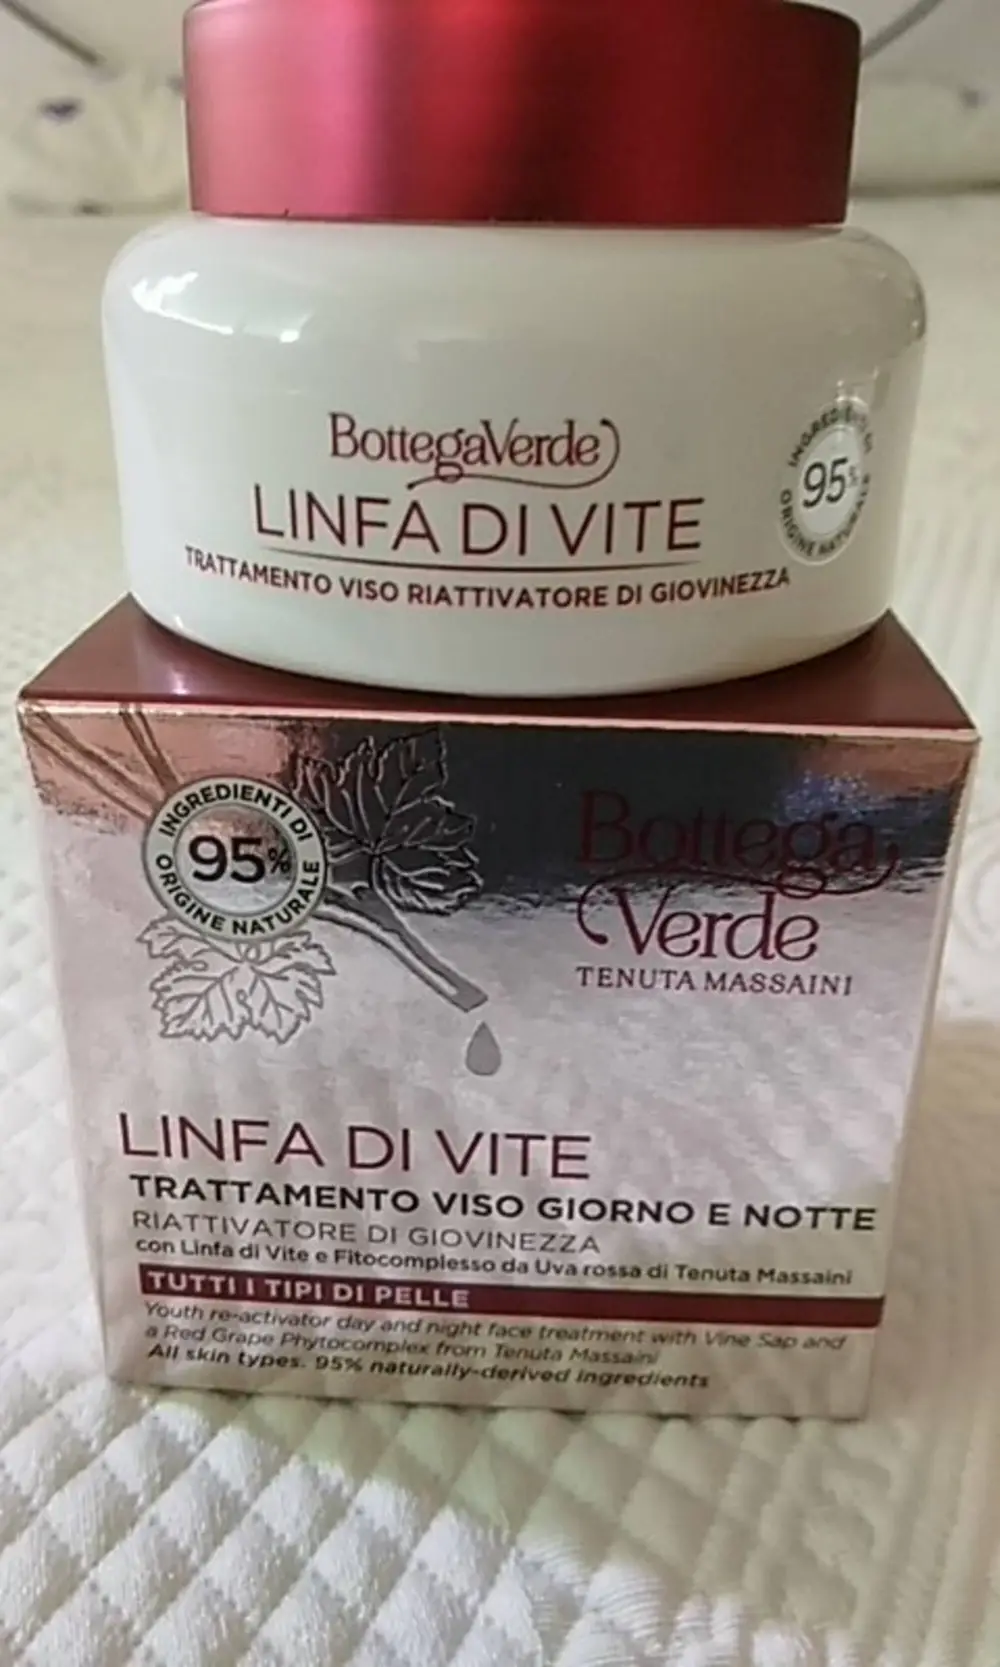 BottegaVerde
LINFA DI VITE
TRATTAMENTO VISO RIATTIVATORE DI GIOVINEZZA
INGREDIENTI DI
95%
ORIGINE NATURALE
INGREDIENTI DI
95%
ORIGINE NATURALE
Bottega
Verde
TENUTA MASSAINI
LINFA DI VITE
TRATTAMENTO VISO GIORNO E NOTTE
RIATTIVATORE DI GIOVINEZZA
con Linfa di Vite e Fitocomplesso da Uva rossa di Tenuta Massaini
TUTTI I TIPI DI PELLE
Youth re-activator day and night face treatment with Vine Sap and
a Red Grape Phytocomplex from Tenuta Massaini
All skin types. 95% naturally-derived ingredients